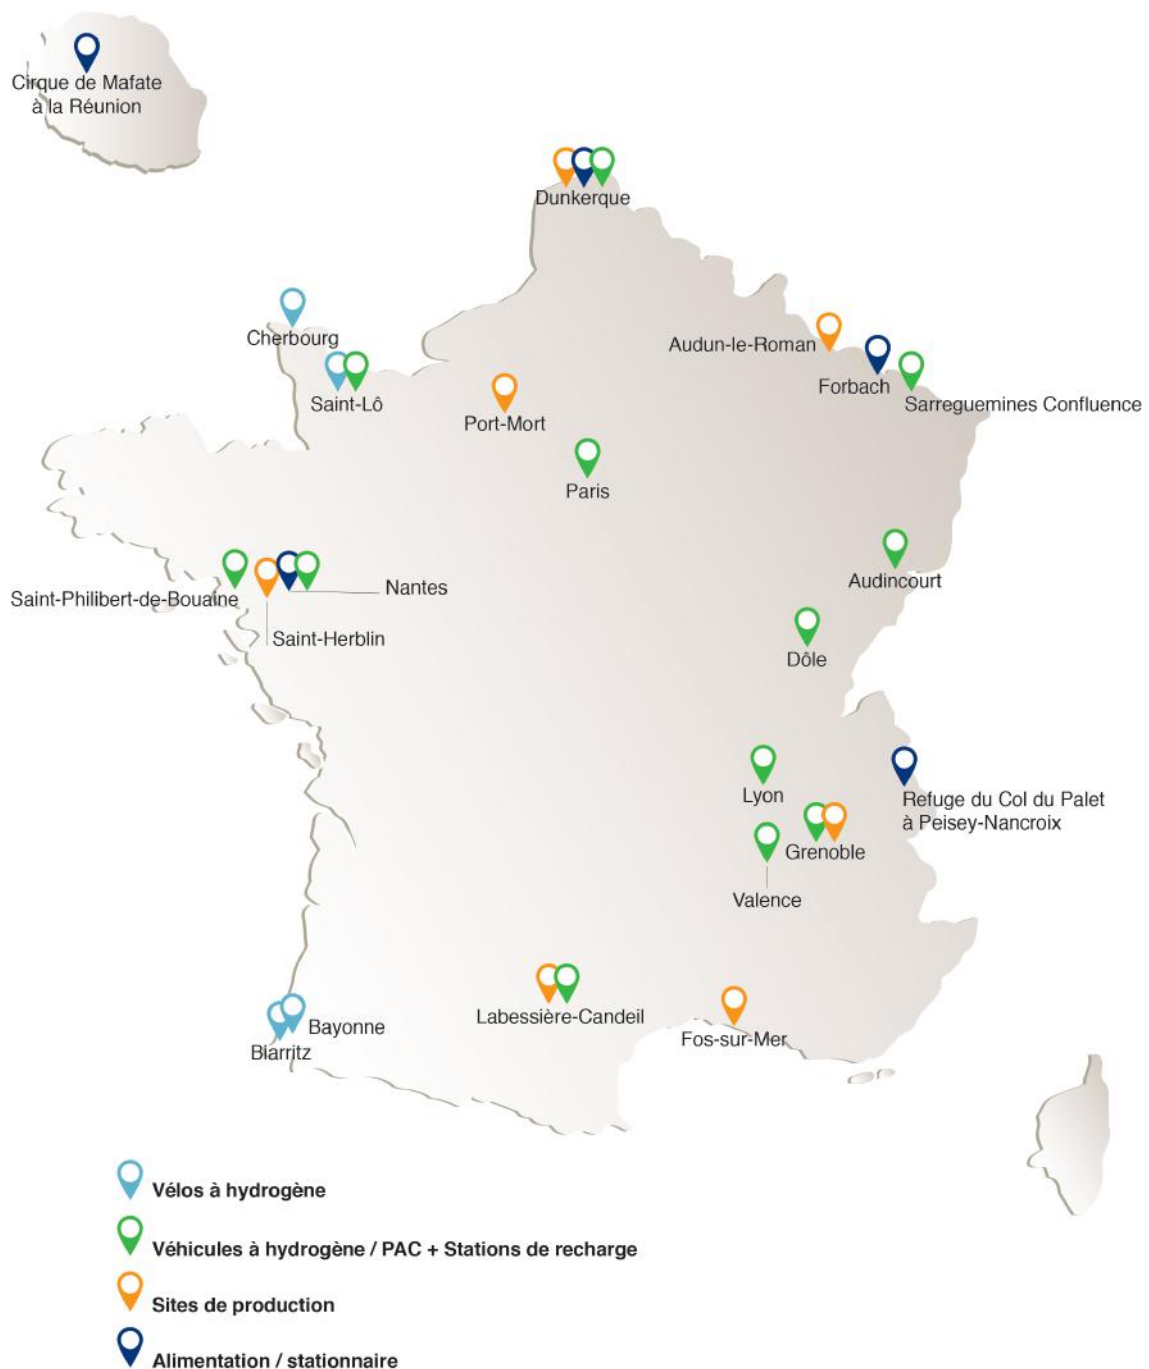 Cirque de Mafate
à la Réunion
Dunkerque
Cherbourg
Audun-le-Roman
Forbach
Saint-Lô
Sarreguemines Confluence
Port-Mort
Paris
Audincourt
Nantes
Saint-Philibert-de-Bouaine
Saint-Herblin
Dôle
Lyon
Refuge du Col du Palet
à Peisey-Nancroix
Grenoble
Valence
Labessière-Candeil
Bayonne
Fos-sur-Mer
Biarritz
Vélos à hydrogène
Véhicules à hydrogène / PAC + Stations de recharge
Sites de production
Alimentation / stationnaire